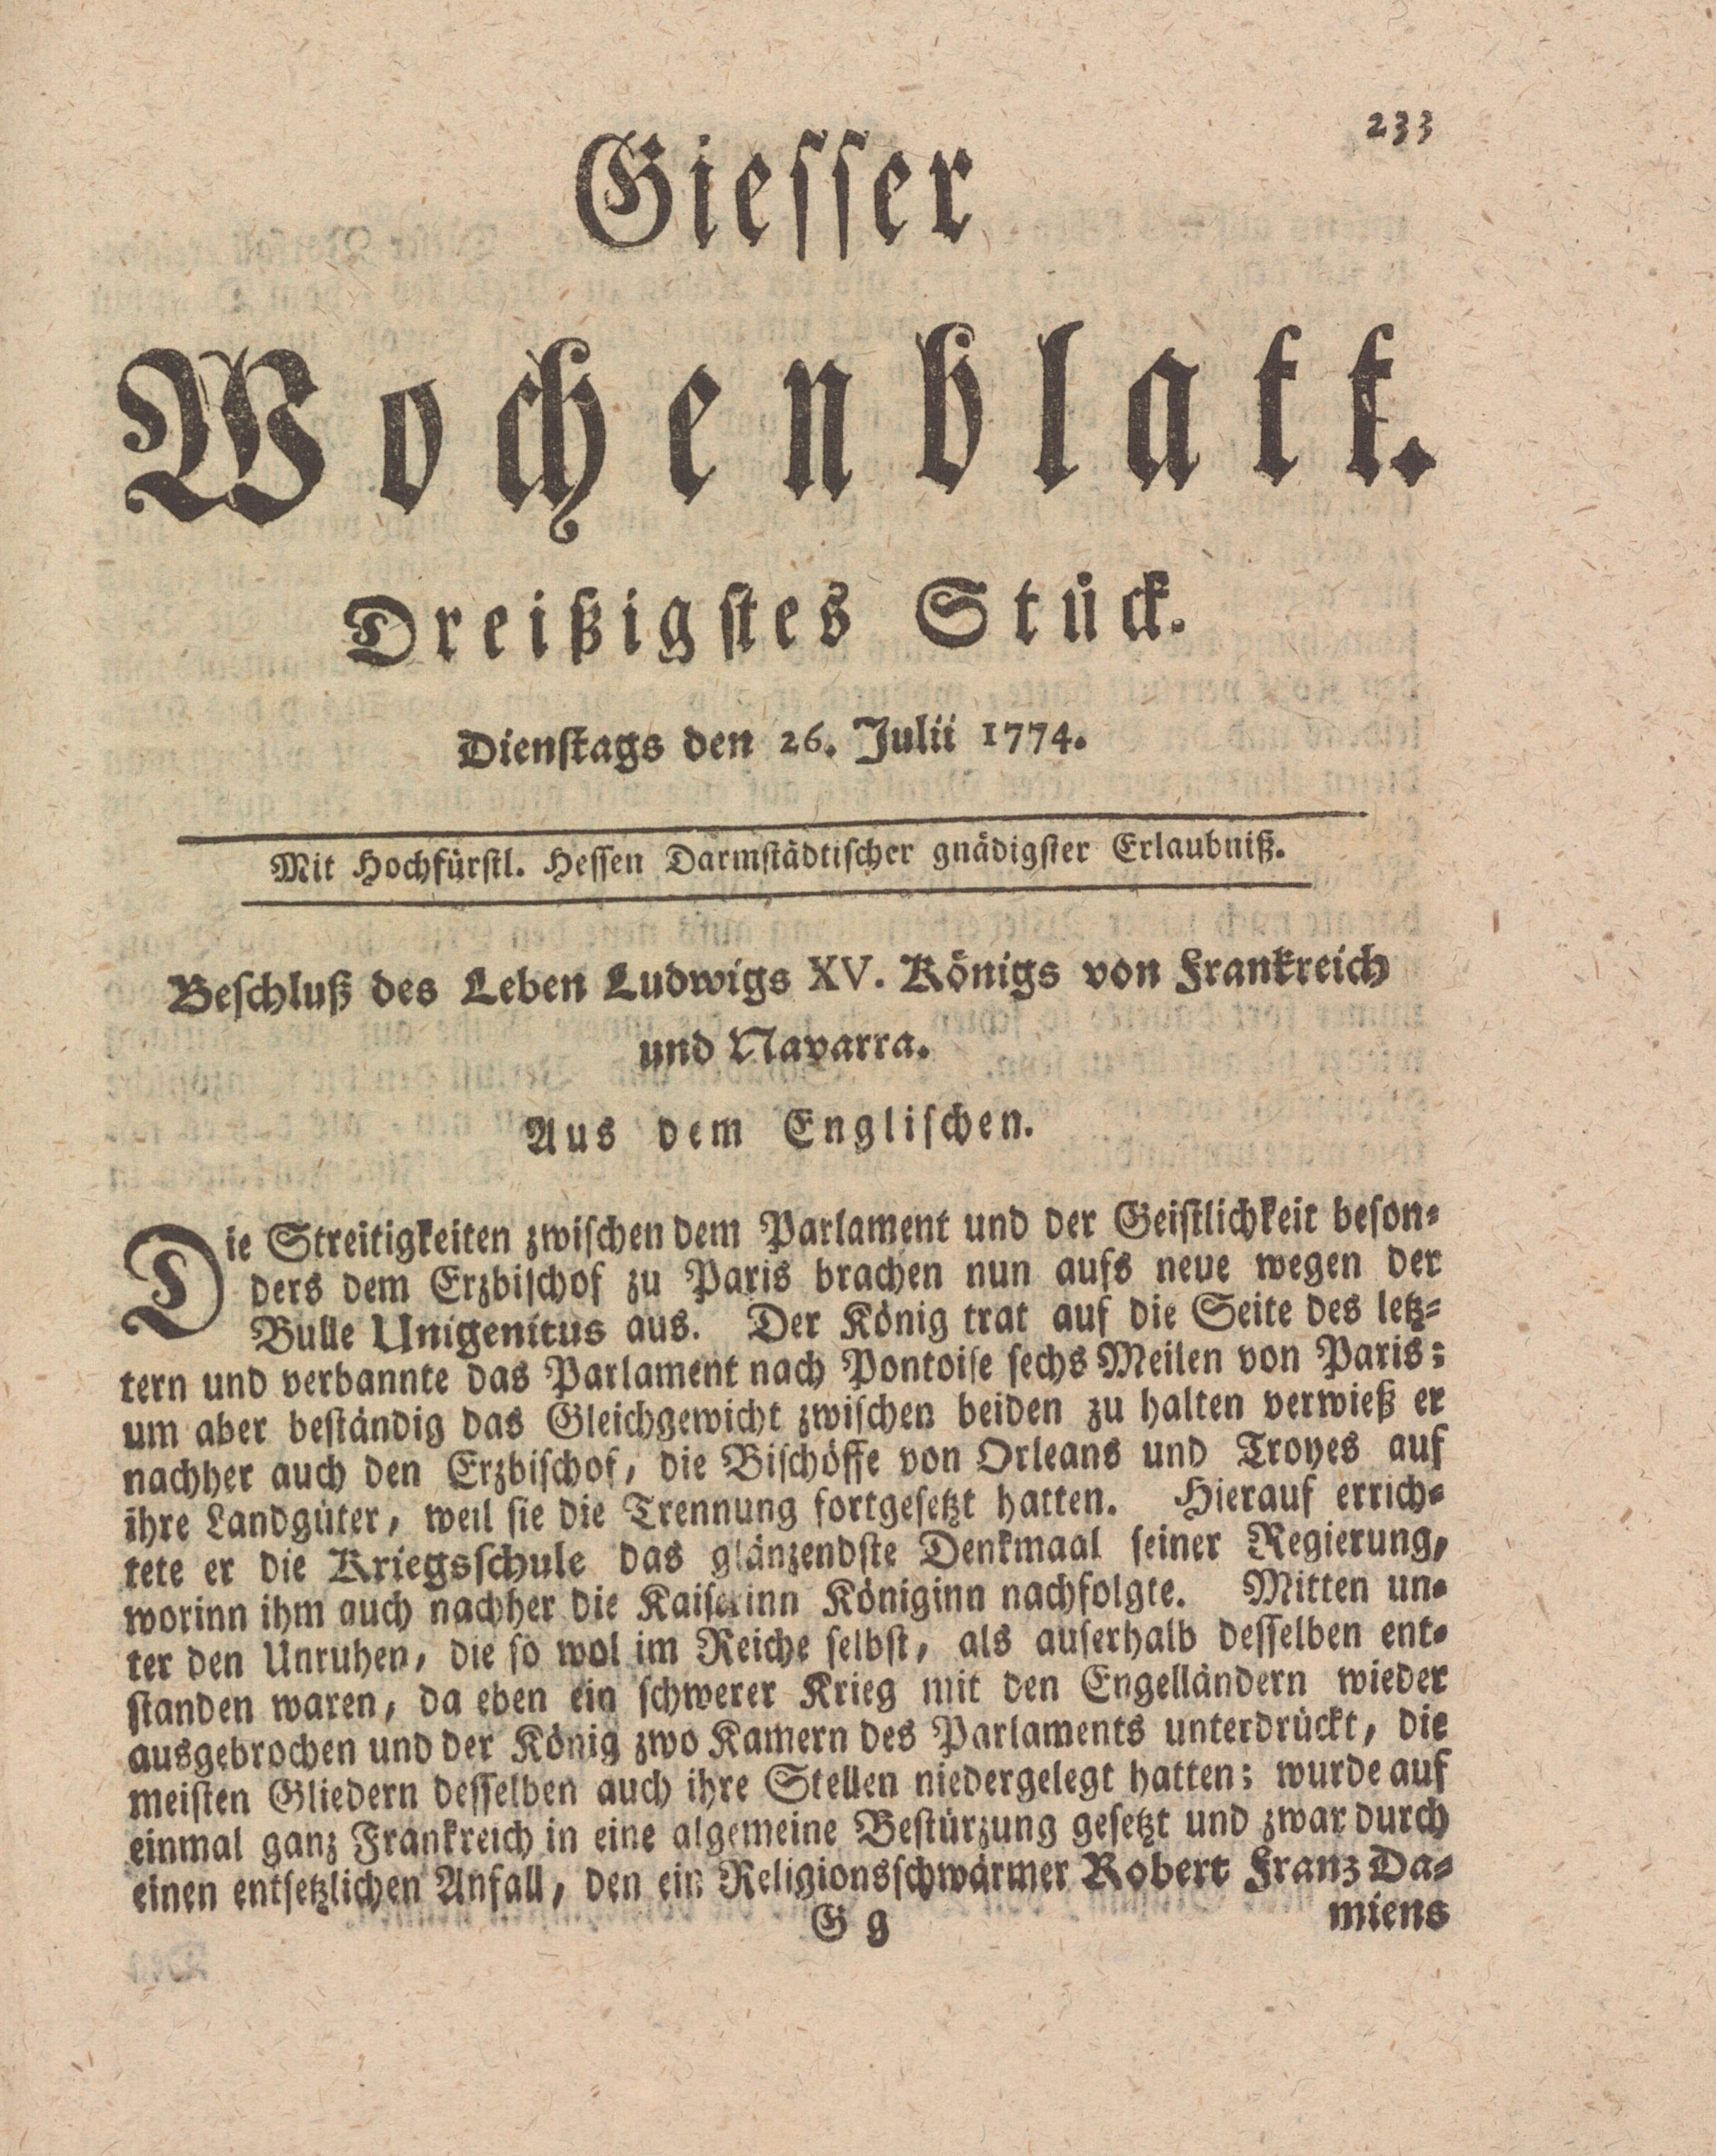 233
Giesser
Wochenblatt.
Dreißigstes Stück.
Dienstags den 26. Julii 1774.
Mit Hochfürstl. Hessen Darmstädtischer gnädigster Erlaubniß.
Beschluß des Leben Ludwigs XV. Königs von Frankreich
und Navarra.
Aus dem Englischen.
Die Streitigkeiten zwischen dem Parlament und der Geistlichkeit beson-
ders dem Erzbischof zu Paris brachen nun aufs neue wegen der
Bulle Unigenitus aus. Der König trat auf die Seite des letz-
tern und verbannte das Parlament nach Pontoise sechs Meilen von Paris;
um aber beständig das Gleichgewicht zwischen beiden zu halten verwieß er
nachher auch den Erzbischof, die Bischöffe von Orleans und Troyes auf
ihre Landgüter, weil sie die Trennung fortgesetzt hatten. Hierauf errich-
tete er die Kriegsschule das glänzendste Denkmaal seiner Regierung,
worinn ihm auch nachher die Kaiserinn Königinn nachfolgte. Mitten un-
ter den Unruhen, die so wol im Reiche selbst, als auserhalb desselben ent-
standen waren, da eben ein schwerer Krieg mit den Engelländern wieder
ausgebrochen und der König zwo Kamern des Parlaments unterdrückt, die
meisten Gliedern desselben auch ihre Stellen niedergelegt hatten; wurde auf
einmal ganz Frankreich in eine algemeine Bestürzung gesetzt und zwar durch
einen entsetzlichen Anfall, den ein Religionsschwärmer Robert Franz Da-
G g
miens